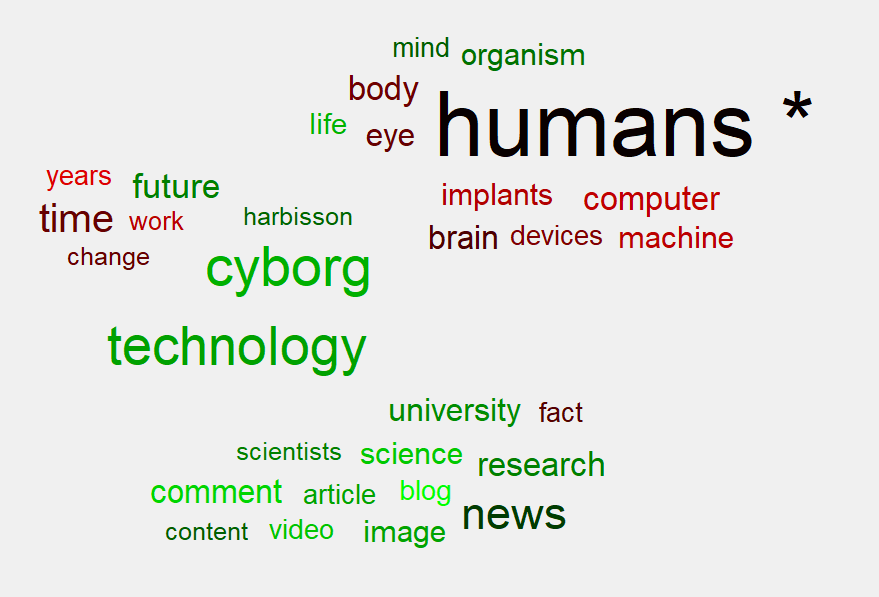 mind organism
body
humans *
life eye
years future
implants computer
time work harbisson
brain devices machine
change cyborg
technology
university fact
scientists science research
comment article blog
news
content video image